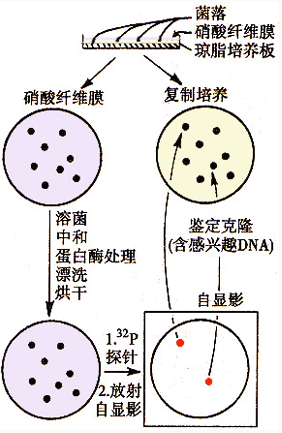 菌落
硝酸纤维膜
琼脂培养板
硝酸纤维膜
复制培养
溶菌
中和
蛋白酶处理
漂洗
烘干
鉴定克隆
(含感兴趣DNA)
自显影
1.³²P
探针
2.放射
自显影